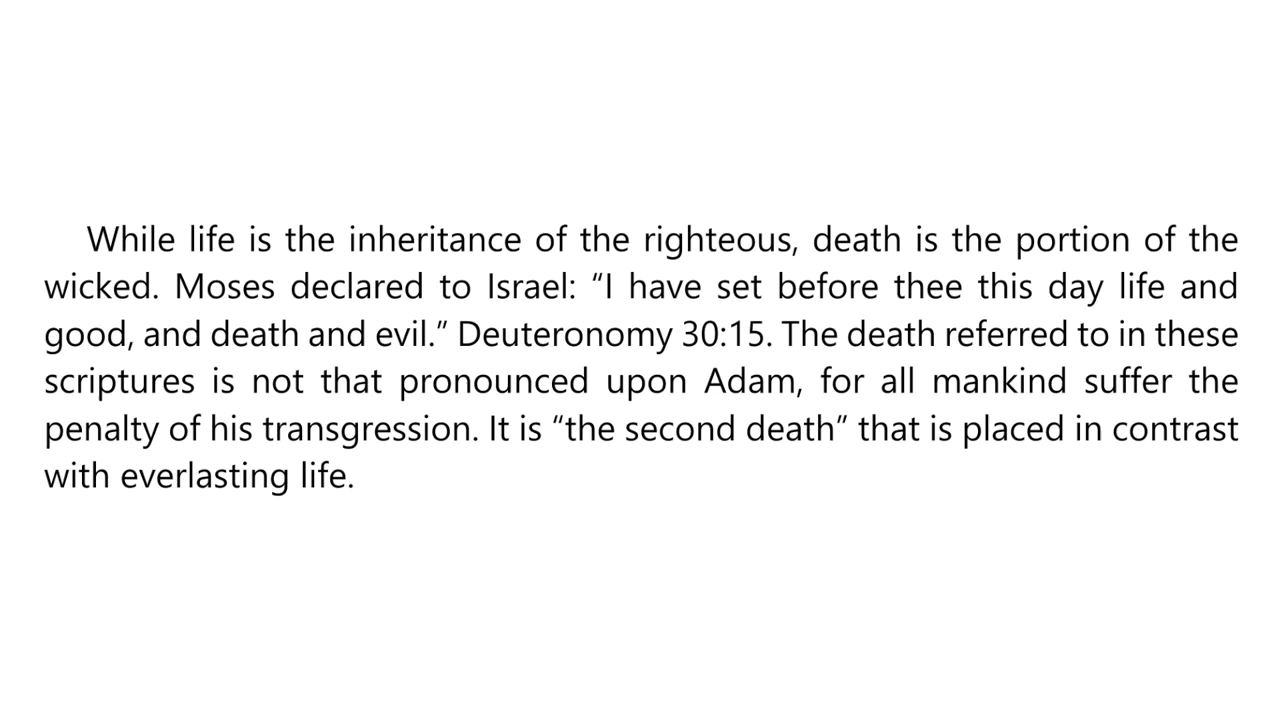 While life is the inheritance of the righteous, death is the portion of the
wicked. Moses declared to Israel: “I have set before thee this day life and
good, and death and evil.” Deuteronomy 30:15. The death referred to in these
scriptures is not that pronounced upon Adam, for all mankind suffer the
penalty of his transgression. It is “the second death” that is placed in contrast
with everlasting life.